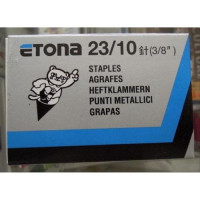 ETONA 23/10 針(3/8")
STAPLES
AGRAFES
HEFTKLAMMERN
PUNTI METALLICI
GRAPAS